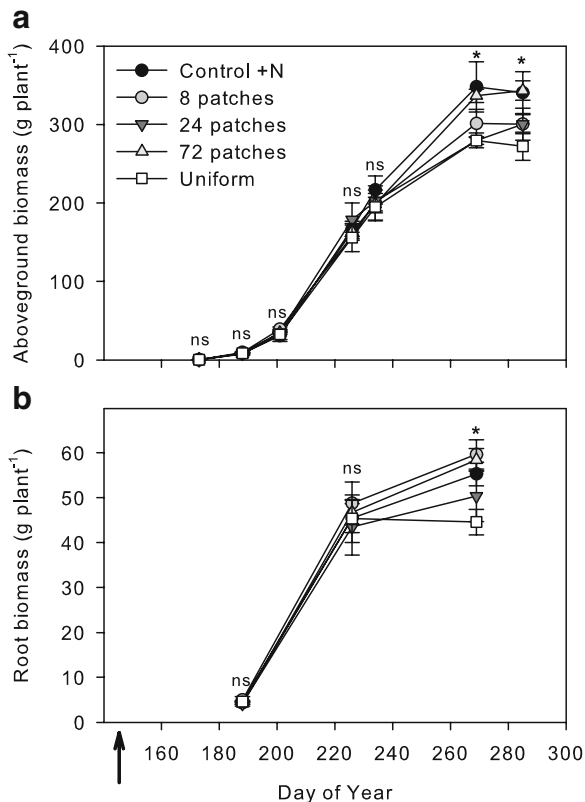 a
Aboveground biomass (g plant⁻¹)
400
300
200
100
0
Control +N
8 patches
24 patches
72 patches
Uniform
ns
ns
ns
ns
ns
*
*
b
Root biomass (g plant⁻¹)
60
50
40
30
20
10
0
ns
ns
*
160 180 200 220 240 260 280 300
Day of Year